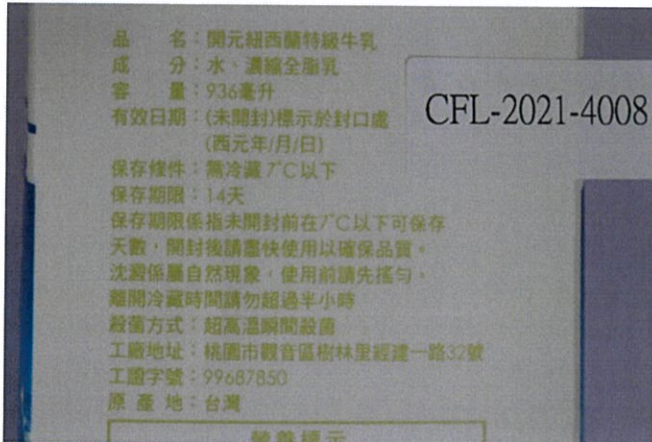 品 名：開元紐西蘭特級牛乳
成 分：水、濃縮全脂乳
容 量：936毫升
有效日期：(未開封)標示於封口處
(西元年/月/日)
CFL-2021-4008
保存條件：需冷藏7°C以下
保存期限：14天
保存期限係指未開封前在7°C以下可保存
天數，開封後請盡快使用以確保品質。
沈澱係屬自然現象，使用前請先搖勻。
離開冷藏時間請勿超過半小時
殺菌方式：超高溫瞬間殺菌
工廠地址：桃園市觀音區樹林里經建一路32號
工證字號：99687850
原 產 地：台灣
營養標示